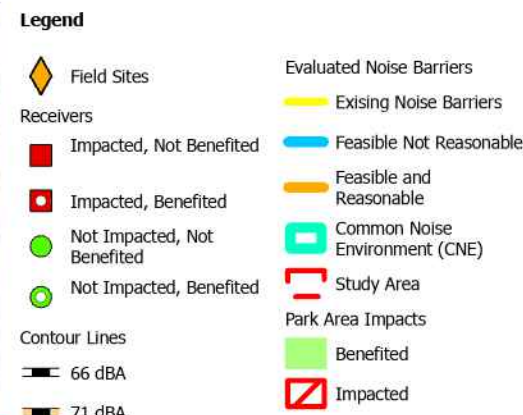 Legend
Field Sites
Receivers
Impacted, Not Benefited
Impacted, Benefited
Not Impacted, Not
Benefited
Not Impacted, Benefited
Contour Lines
66 dBA
71 dBA
Evaluated Noise Barriers
Exising Noise Barriers
Feasible Not Reasonable
Feasible and
Reasonable
Common Noise
Environment (CNE)
Study Area
Park Area Impacts
Benefited
Impacted